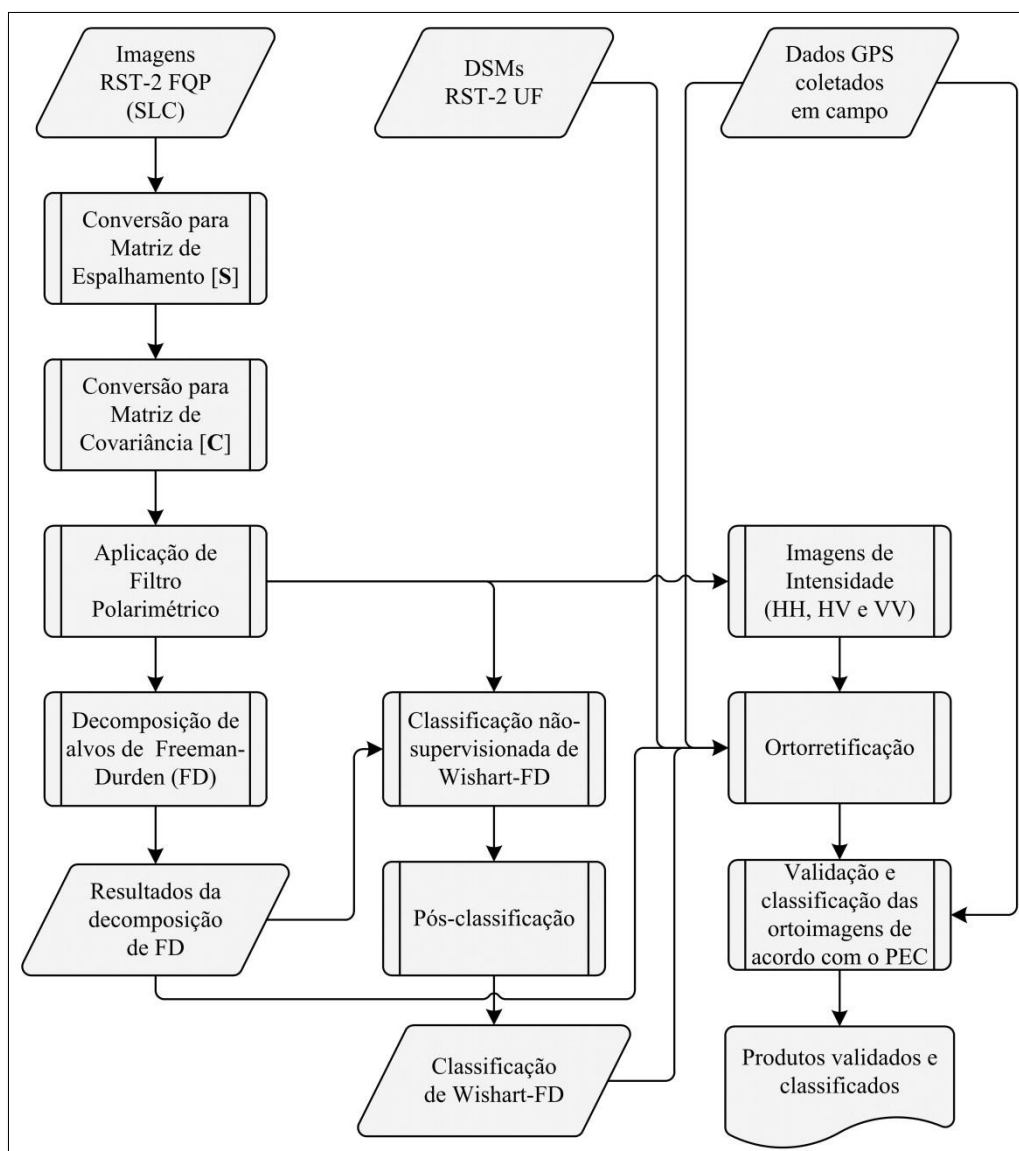 Imagens
RST-2 FQP
(SLC)
DSMs
RST-2 UF
Dados GPS
coletados
em campo
Conversão para
Matriz de
Espalhamento [S]
Conversão para
Matriz de
Covariância [C]
Aplicação de
Filtro
Polarimétrico
Imagens de
Intensidade
(HH, HV e VV)
Decomposição de
alvos de Freeman-
Durden (FD)
Classificação não-
supervisionada de
Wishart-FD
Ortorretificação
Resultados da
decomposição
de FD
Pós-classificação
Validação e
classificação das
ortoimagens de
acordo com o PEC
Classificação
de Wishart-FD
Produtos validados e
classificados